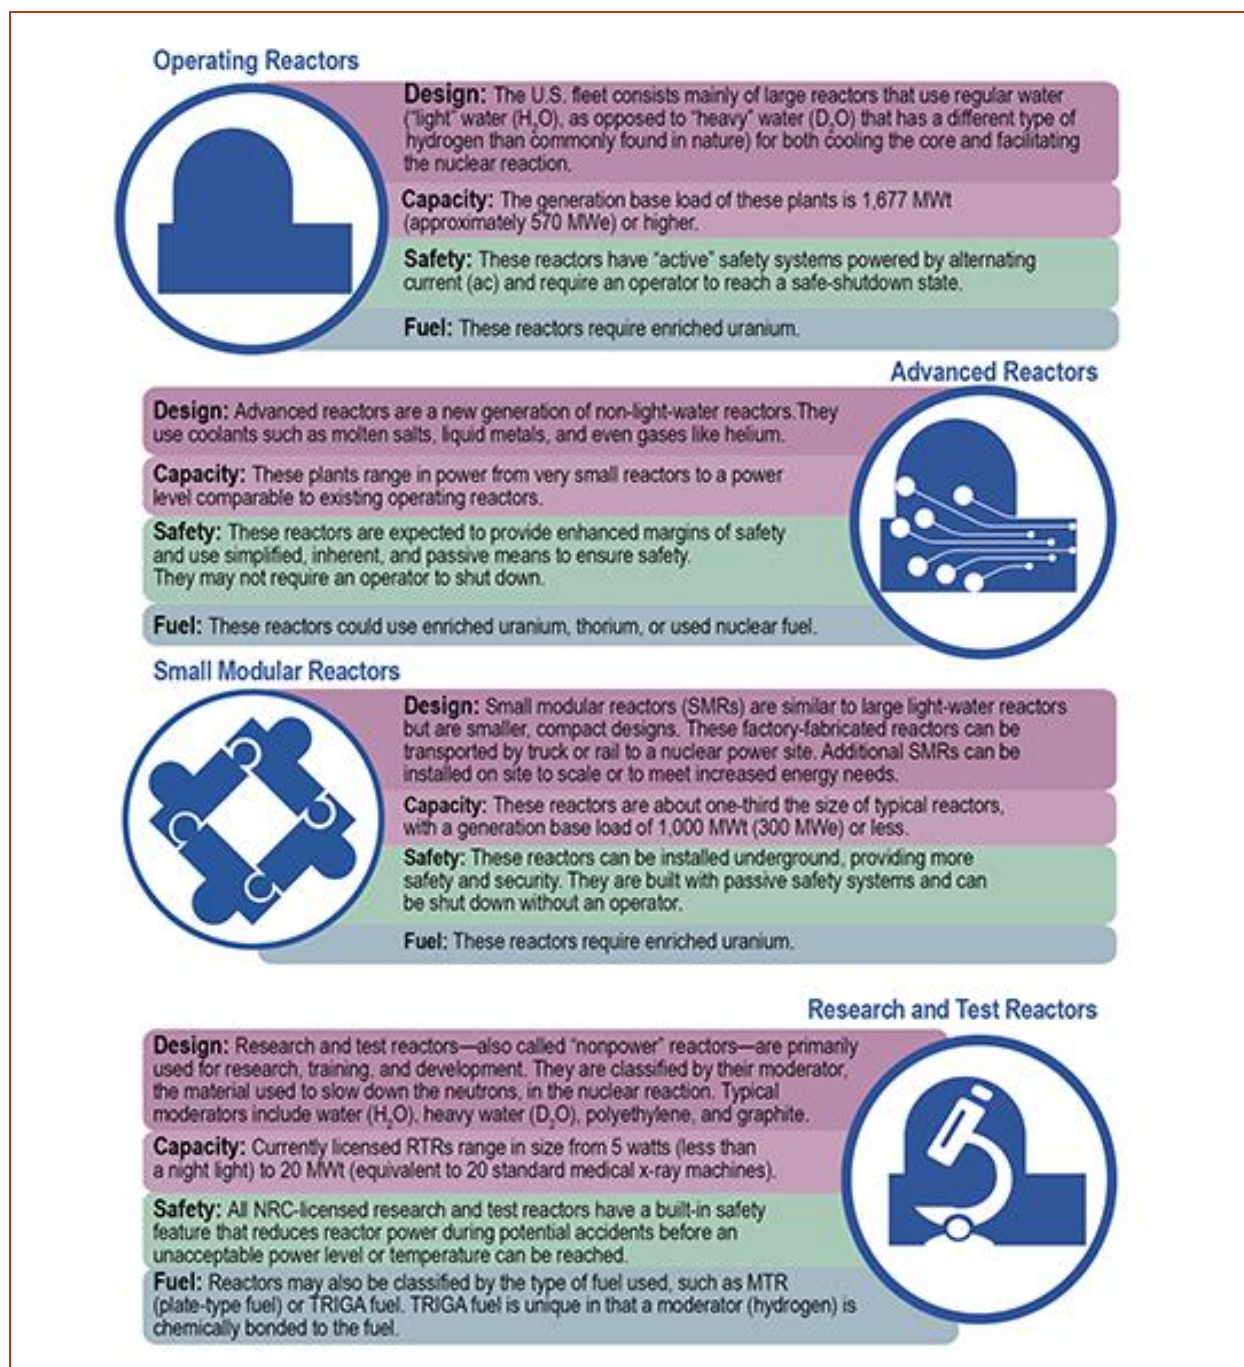 Operating Reactors
Design: The U.S. fleet consists mainly of large reactors that use regular water
("light" water (H₂O), as opposed to "heavy" water (D₂O) that has a different type of
hydrogen than commonly found in nature) for both cooling the core and facilitating
the nuclear reaction.
Capacity: The generation base load of these plants is 1,677 MWt
(approximately 570 MWe) or higher.
Safety: These reactors have "active" safety systems powered by alternating
current (ac) and require an operator to reach a safe-shutdown state.
Fuel: These reactors require enriched uranium.
Advanced Reactors
Design: Advanced reactors are a new generation of non-light-water reactors.They
use coolants such as molten salts, liquid metals, and even gases like helium.
Capacity: These plants range in power from very small reactors to a power
level comparable to existing operating reactors.
Safety: These reactors are expected to provide enhanced margins of safety
and use simplified, inherent, and passive means to ensure safety.
They may not require an operator to shut down.
Fuel: These reactors could use enriched uranium, thorium, or used nuclear fuel.
Small Modular Reactors
Design: Small modular reactors (SMRs) are similar to large light-water reactors
but are smaller, compact designs. These factory-fabricated reactors can be
transported by truck or rail to a nuclear power site. Additional SMRs can be
installed on site to scale or to meet increased energy needs.
Capacity: These reactors are about one-third the size of typical reactors,
with a generation base load of 1,000 MWt (300 MWe) or less.
Safety: These reactors can be installed underground, providing more
safety and security. They are built with passive safety systems and can
be shut down without an operator.
Fuel: These reactors require enriched uranium.
Research and Test Reactors
Design: Research and test reactors—also called "nonpower" reactors—are primarily
used for research, training, and development. They are classified by their moderator,
the material used to slow down the neutrons, in the nuclear reaction. Typical
moderators include water (H₂O), heavy water (D₂O), polyethylene, and graphite.
Capacity: Currently licensed RTRs range in size from 5 watts (less than
a night light) to 20 MWt (equivalent to 20 standard medical x-ray machines).
Safety: All NRC-licensed research and test reactors have a built-in safety
feature that reduces reactor power during potential accidents before an
unacceptable power level or temperature can be reached.
Fuel: Reactors may also be classified by the type of fuel used, such as MTR
(plate-type fuel) or TRIGA fuel. TRIGA fuel is unique in that a moderator (hydrogen) is
chemically bonded to the fuel.